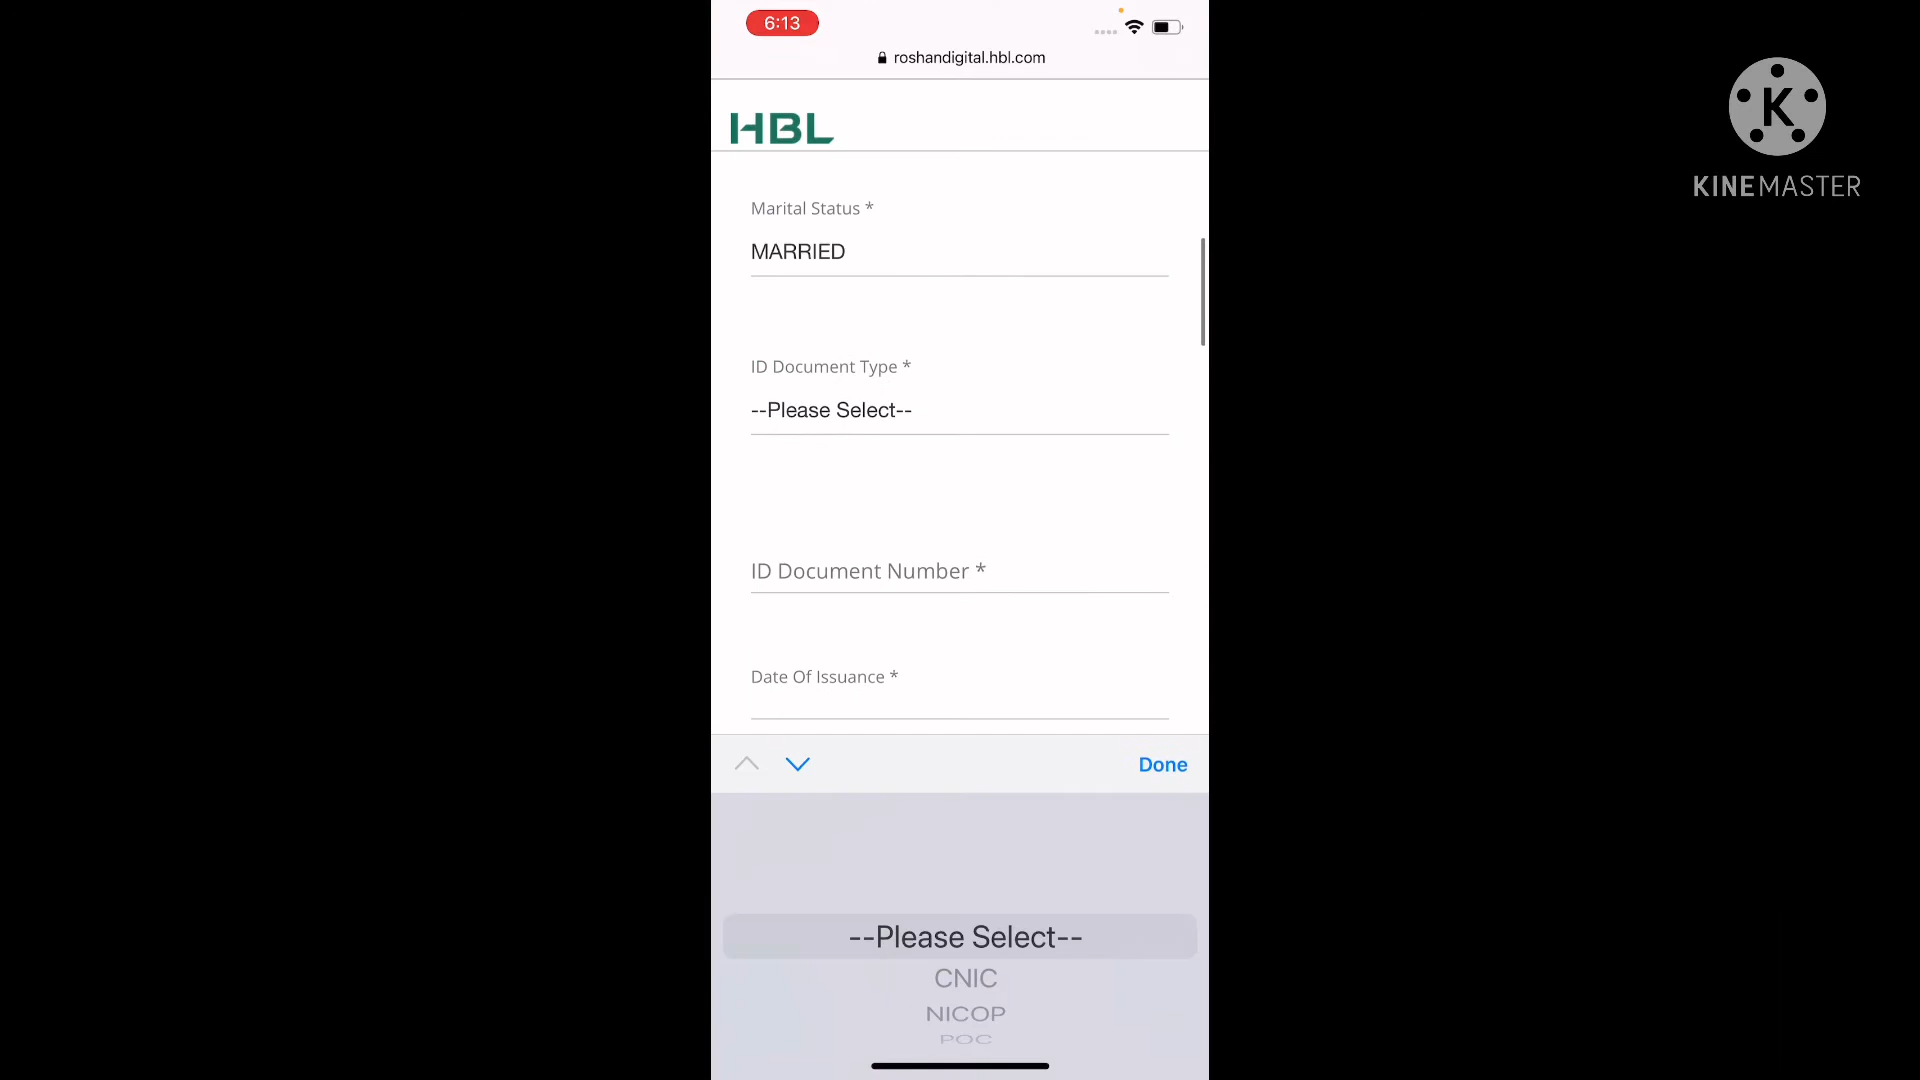 6:13
roshandigital.hbl.com
HBL
K
KINEMASTER
Marital Status *
MARRIED
ID Document Type *
--Please Select--
ID Document Number *
Date Of Issuance *
Done
--Please Select--
CNIC
NICOP
POC